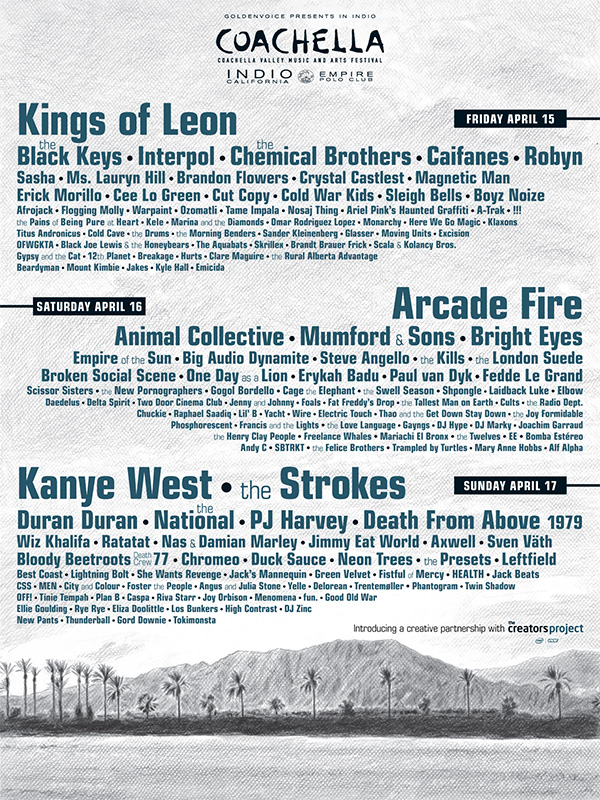 GOLDENVOICE PRESENTS IN INDIO
COACHELLA
COACHELLA VALLEY MUSIC AND ARTS FESTIVAL
INDIO CALIFORNIA EMPIRE POLO CLUB
Kings of Leon
FRIDAY APRIL 15
the Black Keys • Interpol • the Chemical Brothers • Caifanes • Robyn
Sasha • Ms. Lauryn Hill • Brandon Flowers • Crystal Castlest • Magnetic Man
Erick Morillo • Cee Lo Green • Cut Copy • Cold War Kids • Sleigh Bells • Boyz Noize
Afrojack • Flogging Molly • Warpaint • Ozomatli • Tame Impala • Nosaj Thing • Ariel Pink's Haunted Graffiti • A-Trak • !!!
the Pains of Being Pure at Heart • Kele • Marina and the Diamonds • Omar Rodriguez Lopez • Monarchy • Here We Go Magic • Klaxons
Titus Andronicus • Cold Cave • the Drums • the Morning Benders • Sander Kleinenberg • Glasser • Moving Units • Excision
OFWGKTA • Black Joe Lewis & the Honeybears • The Aquabats • Skrillex • Brandt Brauer Frick • Scala & Kolancy Bros.
Gypsy and the Cat • 12th Planet • Breakage • Hurts • Clare Maguire • the Rural Alberta Advantage
Beardyman • Mount Kimbie • Jakes • Kyle Hall • Emicida
SATURDAY APRIL 16
Arcade Fire
Animal Collective • Mumford & Sons • Bright Eyes
Empire of the Sun • Big Audio Dynamite • Steve Angello • the Kills • the London Suede
Broken Social Scene • One Day as a Lion • Erykah Badu • Paul van Dyk • Fedde Le Grand
Scissor Sisters • the New Pornographers • Gogol Bordello • Cage the Elephant • the Swell Season • Shpongle • Laidback Luke • Elbow
Daedelus • Delta Spirit • Two Door Cinema Club • Jenny and Johnny • Foals • Fat Freddy's Drop • the Tallest Man on Earth • Cults • the Radio Dept.
Chuckie • Raphael Saadiq • Lil' B • Yacht • Wire • Electric Touch • Thao and the Get Down Stay Down • the Joy Formidable
Phosphorescent • Francis and the Lights • the Love Language • Gayngs • DJ Hype • DJ Marky • Joachim Garraud
the Henry Clay People • Freelance Whales • Mariachi El Bronx • the Twelves • EE • Bomba Estéreo
Andy C • SBTRKT • the Felice Brothers • Trampled by Turtles • Mary Anne Hobbs • Alf Alpha
Kanye West • the Strokes
SUNDAY APRIL 17
Duran Duran • the National • PJ Harvey • Death From Above 1979
Wiz Khalifa • Ratatat • Nas & Damian Marley • Jimmy Eat World • Axwell • Sven Väth
Bloody Beetroots Death Crew 77 • Chromeo • Duck Sauce • Neon Trees • the Presets • Leftfield
Best Coast • Lightning Bolt • She Wants Revenge • Jack's Mannequin • Green Velvet • Fistful of Mercy • HEALTH • Jack Beats
CSS • MEN • City and Colour • Foster the People • Angus and Julia Stone • Yelle • Delorean • Trentemøller • Phantogram • Twin Shadow
OFF! • Tinie Tempah • Plan B • Caspa • Riva Starr • Joy Orbison • Menomena • fun. • Good Old War
Ellie Goulding • Rye Rye • Eliza Doolittle • Los Bunkers • High Contrast • DJ Zinc
New Pants • Thunderball • Gord Downie • Tokimonsta
Introducing a creative partnership with the creatorsproject